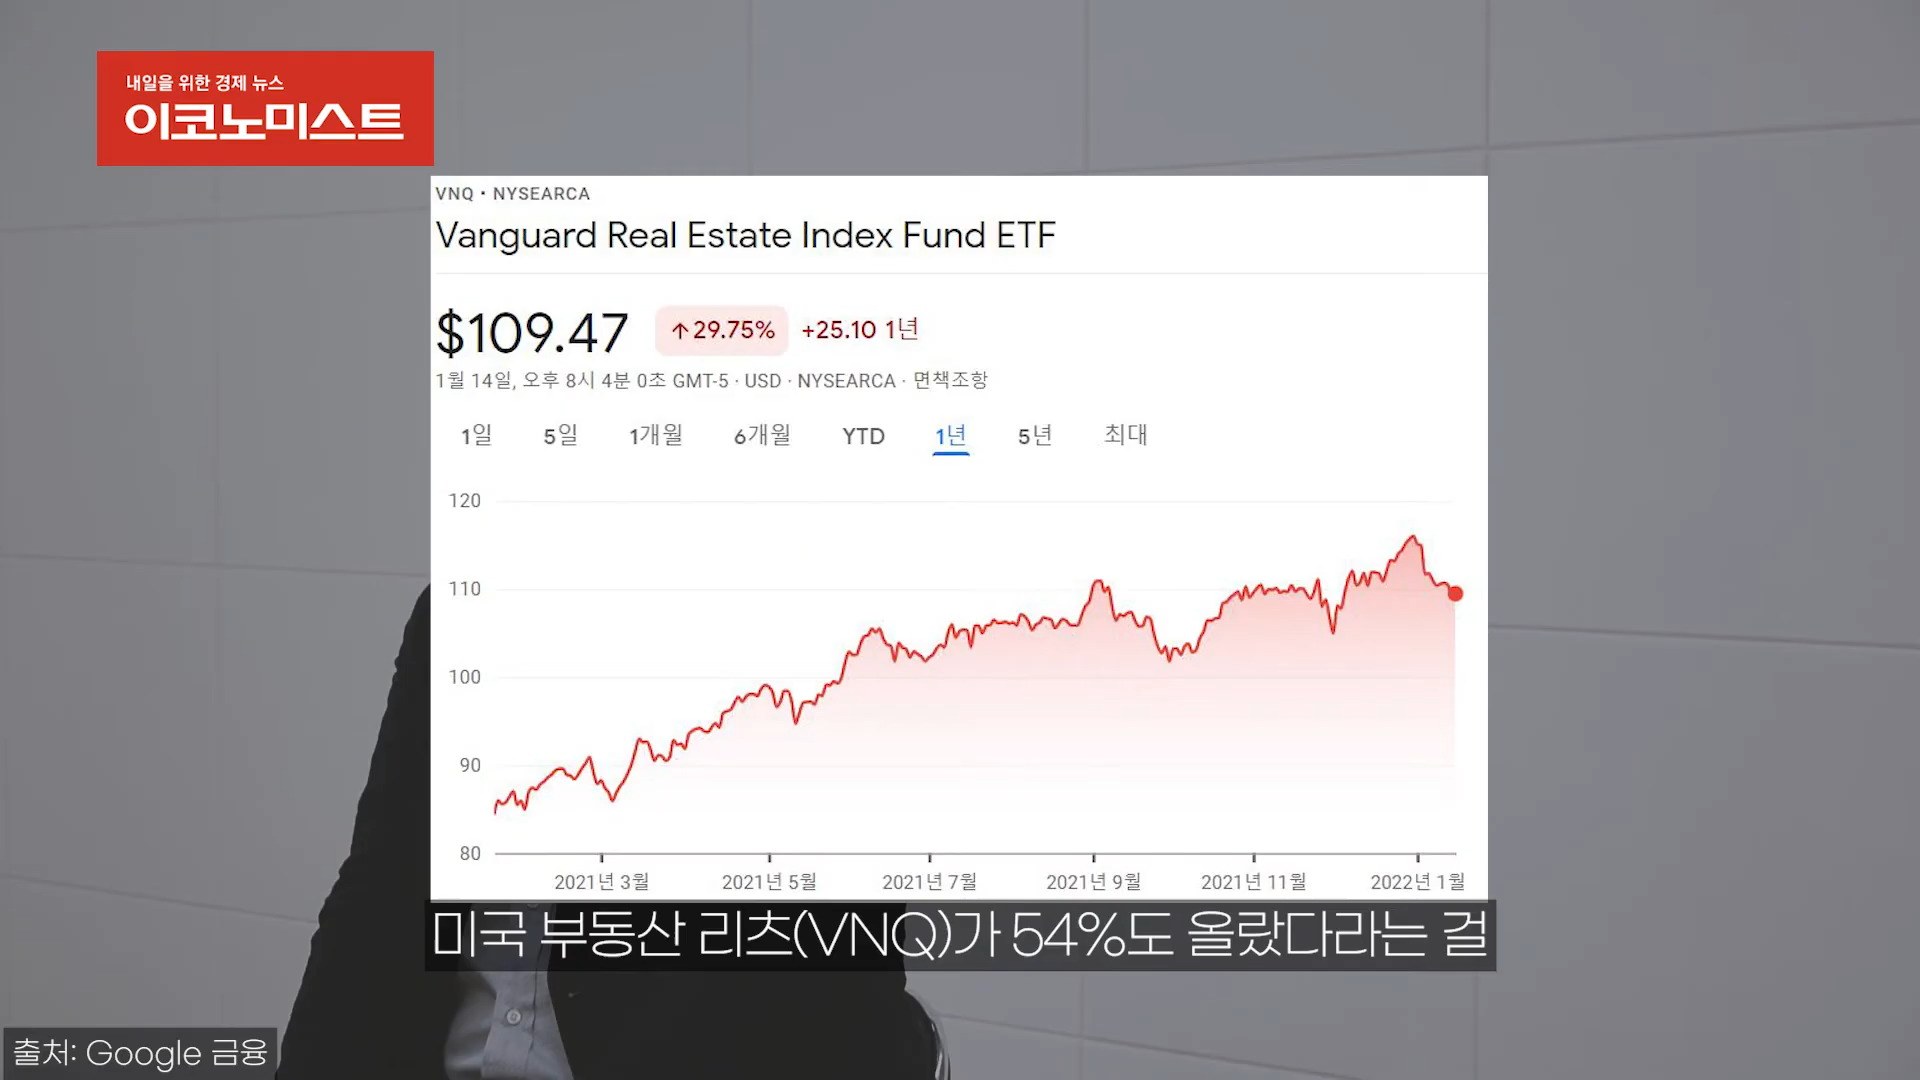 내일을 위한 경제 뉴스
이코노미스트
VNQ • NYSEARCA
Vanguard Real Estate Index Fund ETF
$109.47 ↑29.75% +25.10 1년
1월 14일, 오후 8시 4분 0초 GMT-5 · USD · NYSEARCA · 면책조항
1일 5일 1개월 6개월 YTD 1년 5년 최대
120
110
100
90
80
2021년 3월 2021년 5월 2021년 7월 2021년 9월 2021년 11월 2022년 1월
미국 부동산 리츠(VNQ)가 54%도 올랐다라는 걸
출처: Google 금융